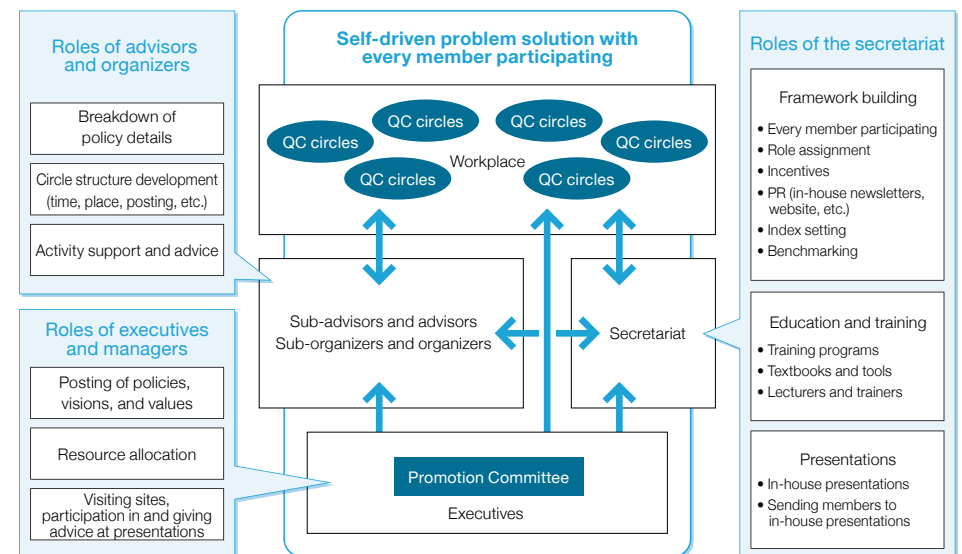 Roles of advisors
and organizers
Breakdown of
policy details
Circle structure development
(time, place, posting, etc.)
Activity support and advice
Roles of executives
and managers
Posting of policies,
visions, and values
Resource allocation
Visiting sites,
participation in and giving
advice at presentations
Self-driven problem solution with
every member participating
QC circles
QC circles
QC circles
QC circles
Workplace
QC circles
QC circles
Sub-advisors and advisors
Sub-organizers and organizers
Secretariat
Promotion Committee
Executives
Roles of the secretariat
Framework building
• Every member participating
• Role assignment
• Incentives
• PR (in-house newsletters,
website, etc.)
• Index setting
• Benchmarking
Education and training
• Training programs
• Textbooks and tools
• Lecturers and trainers
Presentations
• In-house presentations
• Sending members to
in-house presentations